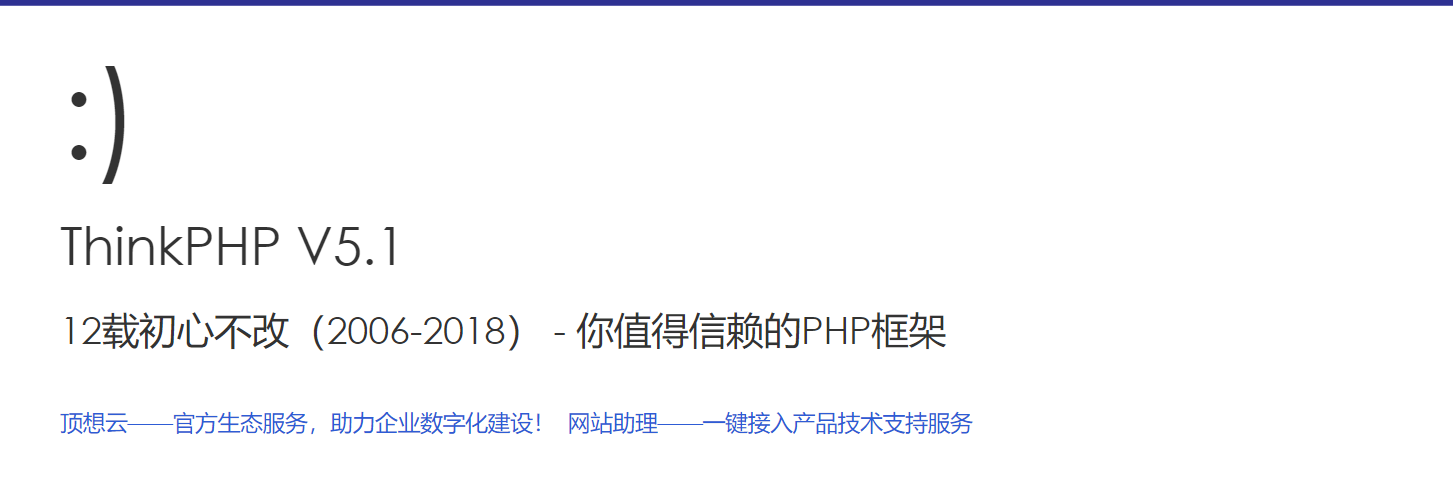 :)
ThinkPHP V5.1
12载初心不改（2006-2018） - 你值得信赖的PHP框架
顶想云——官方生态服务，助力企业数字化建设！ 网站助理——一键接入产品技术支持服务